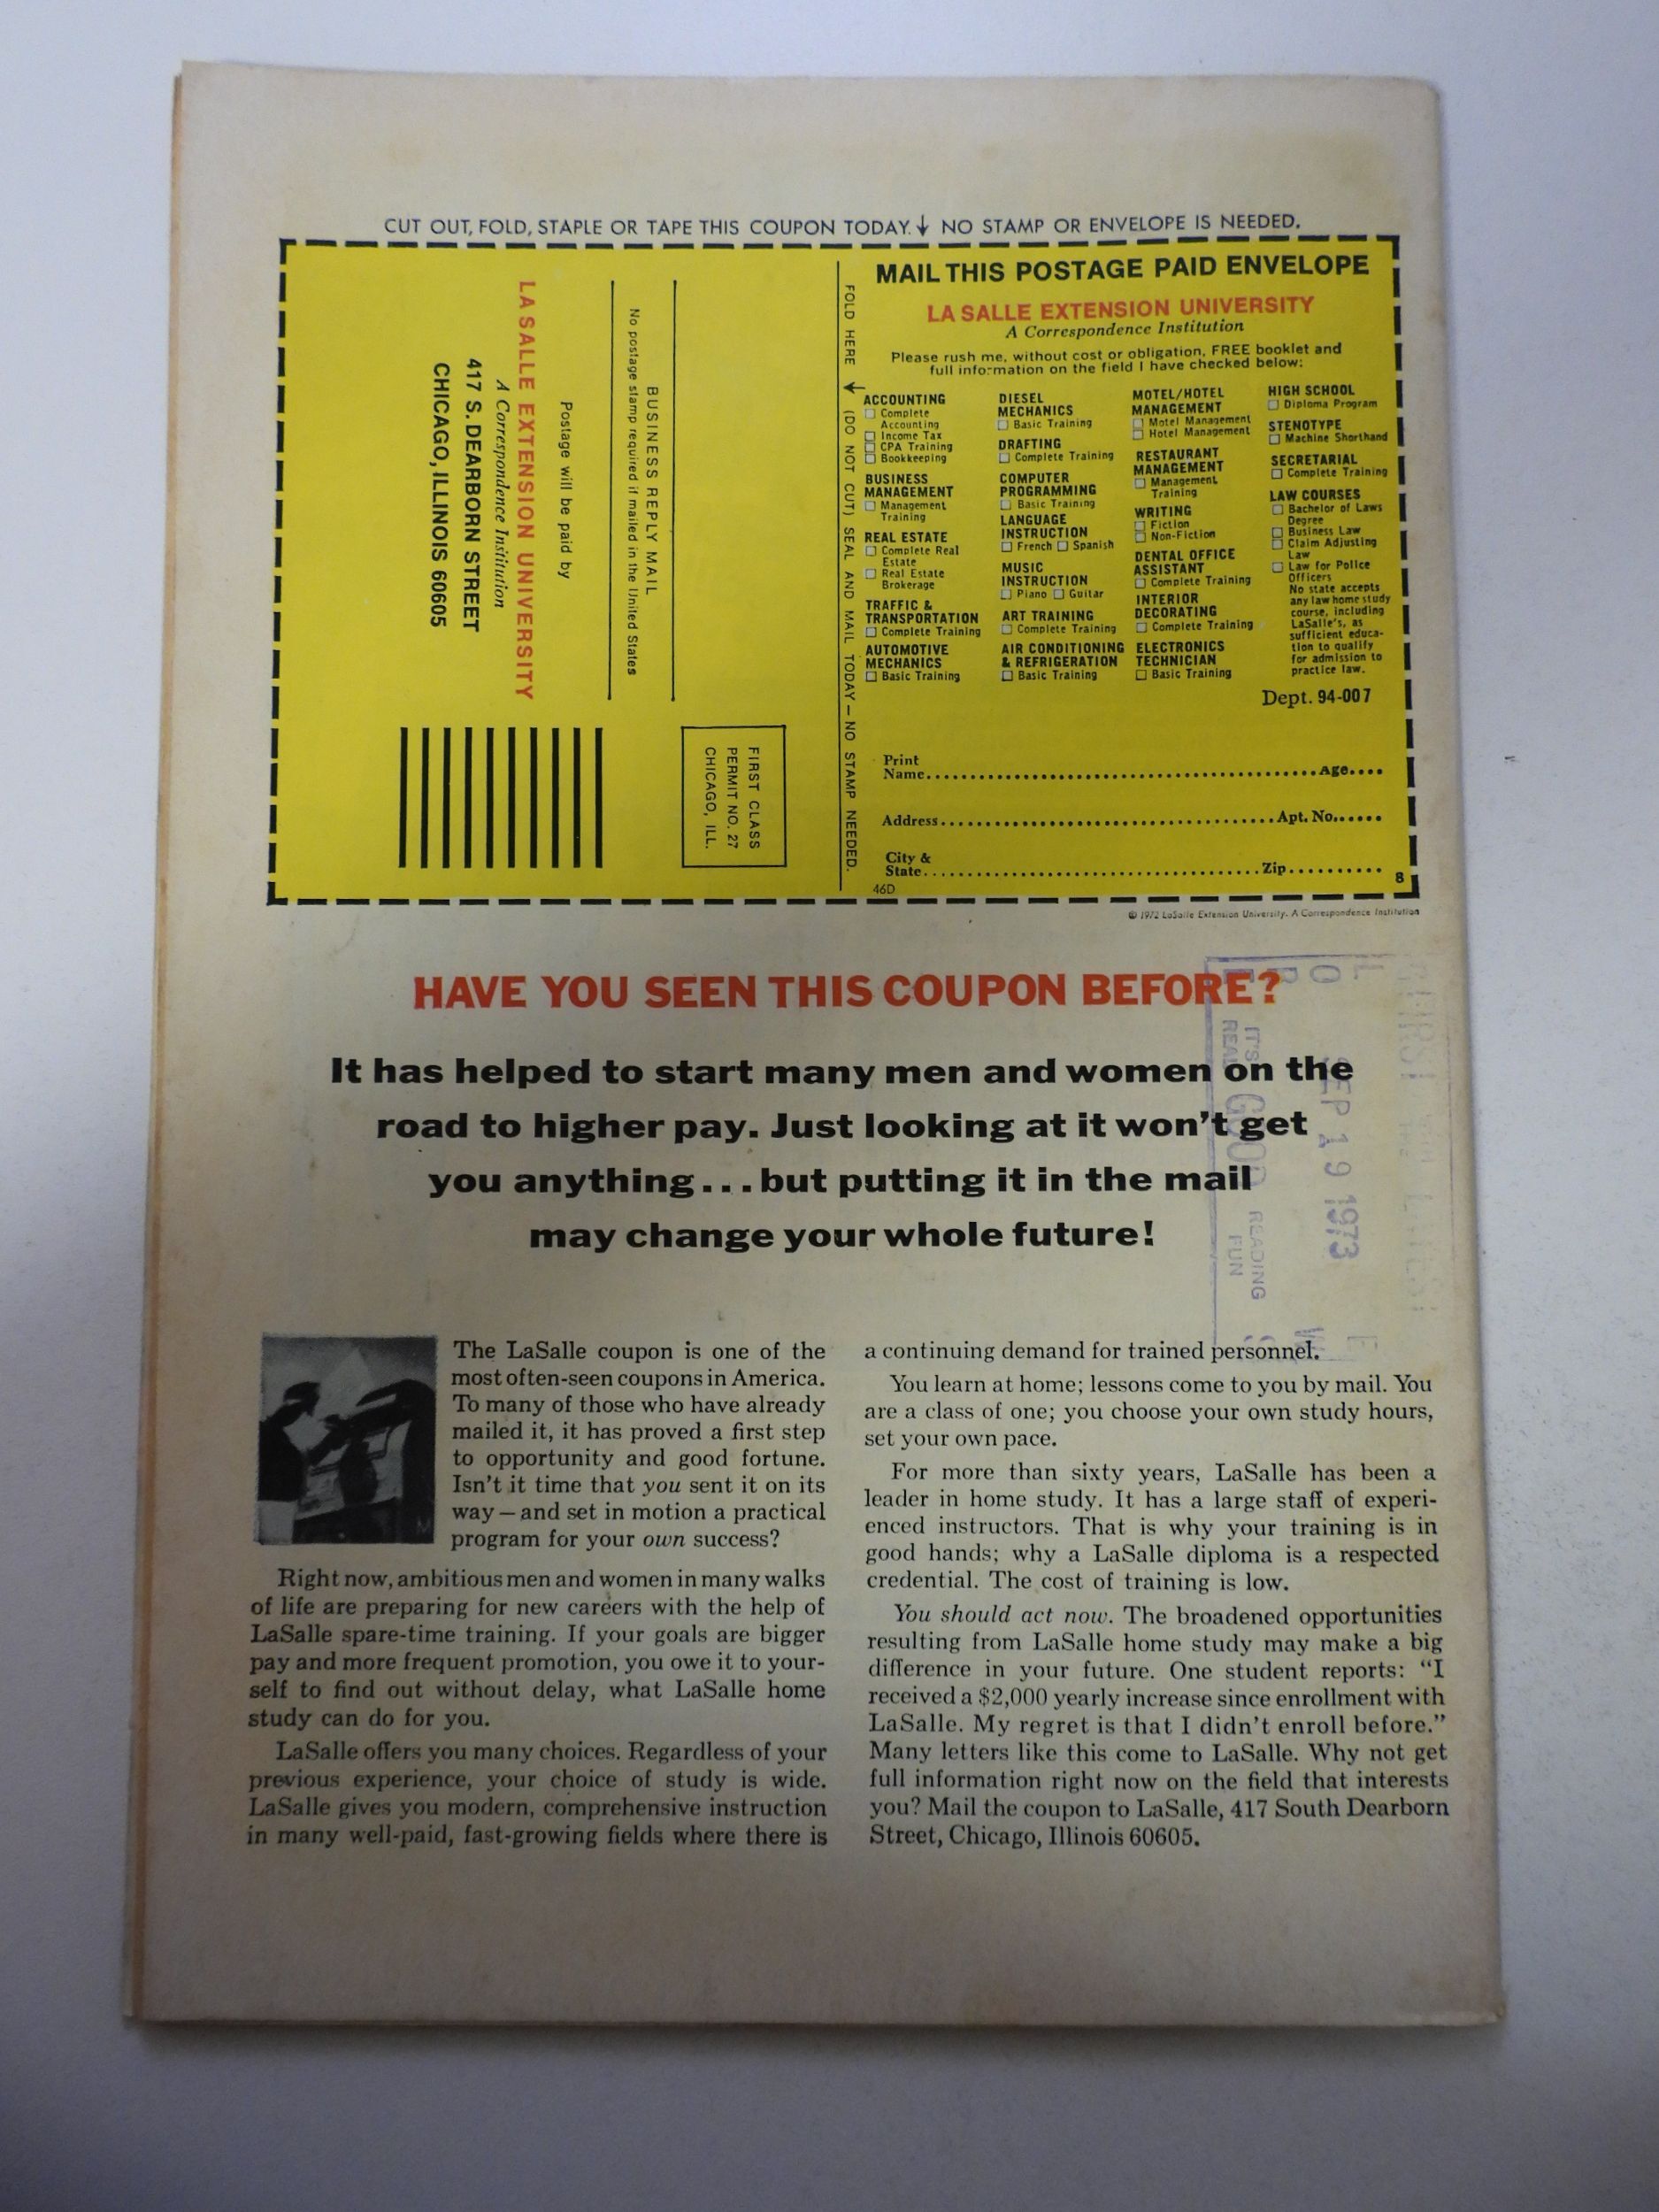 CUT OUT, FOLD, STAPLE OR TAPE THIS COUPON TODAY. ↓ NO STAMP OR ENVELOPE IS NEEDED.
LA SALLE EXTENSION UNIVERSITY
A Correspondence Institution
417 S. DEARBORN STREET
CHICAGO, ILLINOIS 60605
Postage will be paid by
No postage stamp required if mailed in the United States
BUSINESS REPLY MAIL
FIRST CLASS
PERMIT NO. 27
CHICAGO, ILL.
FOLD HERE (DO NOT CUT) SEAL AND MAIL TODAY — NO STAMP NEEDED.
MAIL THIS POSTAGE PAID ENVELOPE
LA SALLE EXTENSION UNIVERSITY
A Correspondence Institution
Please rush me, without cost or obligation, FREE booklet and
full information on the field I have checked below:
ACCOUNTING
☐ Complete
Accounting
☐ Income Tax
☐ CPA Training
☐ Bookkeeping
BUSINESS
MANAGEMENT
☐ Management
Training
REAL ESTATE
☐ Complete Real
Estate
☐ Real Estate
Brokerage
TRAFFIC &
TRANSPORTATION
☐ Complete Training
AUTOMOTIVE
MECHANICS
☐ Basic Training
DIESEL
MECHANICS
☐ Basic Training
DRAFTING
☐ Complete Training
COMPUTER
PROGRAMMING
☐ Basic Training
LANGUAGE
INSTRUCTION
☐ French ☐ Spanish
MUSIC
INSTRUCTION
☐ Piano ☐ Guitar
ART TRAINING
☐ Complete Training
AIR CONDITIONING
& REFRIGERATION
☐ Basic Training
MOTEL/HOTEL
MANAGEMENT
☐ Motel Management
☐ Hotel Management
RESTAURANT
MANAGEMENT
☐ Management
Training
WRITING
☐ Fiction
☐ Non-Fiction
DENTAL OFFICE
ASSISTANT
☐ Complete Training
INTERIOR
DECORATING
☐ Complete Training
ELECTRONICS
TECHNICIAN
☐ Basic Training
HIGH SCHOOL
☐ Diploma Program
STENOTYPE
☐ Machine Shorthand
SECRETARIAL
☐ Complete Training
LAW COURSES
☐ Bachelor of Laws
Degree
☐ Business Law
☐ Claim Adjusting
Law
☐ Law for Police
Officers
No state accepts
any law home study
course, including
LaSalle's, as
sufficient educa-
tion to qualify
for admission to
practice law.
Dept. 94-007
Print
Name..........Age....
Address..........Apt. No......
City &
State..........Zip..........
46D
8
© 1972 LaSalle Extension University. A Correspondence Institution
HAVE YOU SEEN THIS COUPON BEFORE?
It has helped to start many men and women on the
road to higher pay. Just looking at it won't get
you anything...but putting it in the mail
may change your whole future!
IT'S
GOOD
READING
FUN
SEP 19 1973
The LaSalle coupon is one of the
most often-seen coupons in America.
To many of those who have already
mailed it, it has proved a first step
to opportunity and good fortune.
Isn't it time that you sent it on its
way — and set in motion a practical
program for your own success?
Right now, ambitious men and women in many walks
of life are preparing for new careers with the help of
LaSalle spare-time training. If your goals are bigger
pay and more frequent promotion, you owe it to your-
self to find out without delay, what LaSalle home
study can do for you.
LaSalle offers you many choices. Regardless of your
previous experience, your choice of study is wide.
LaSalle gives you modern, comprehensive instruction
in many well-paid, fast-growing fields where there is
a continuing demand for trained personnel.
You learn at home; lessons come to you by mail. You
are a class of one; you choose your own study hours,
set your own pace.
For more than sixty years, LaSalle has been a
leader in home study. It has a large staff of experi-
enced instructors. That is why your training is in
good hands; why a LaSalle diploma is a respected
credential. The cost of training is low.
You should act now. The broadened opportunities
resulting from LaSalle home study may make a big
difference in your future. One student reports: "I
received a $2,000 yearly increase since enrollment with
LaSalle. My regret is that I didn't enroll before."
Many letters like this come to LaSalle. Why not get
full information right now on the field that interests
you? Mail the coupon to LaSalle, 417 South Dearborn
Street, Chicago, Illinois 60605.